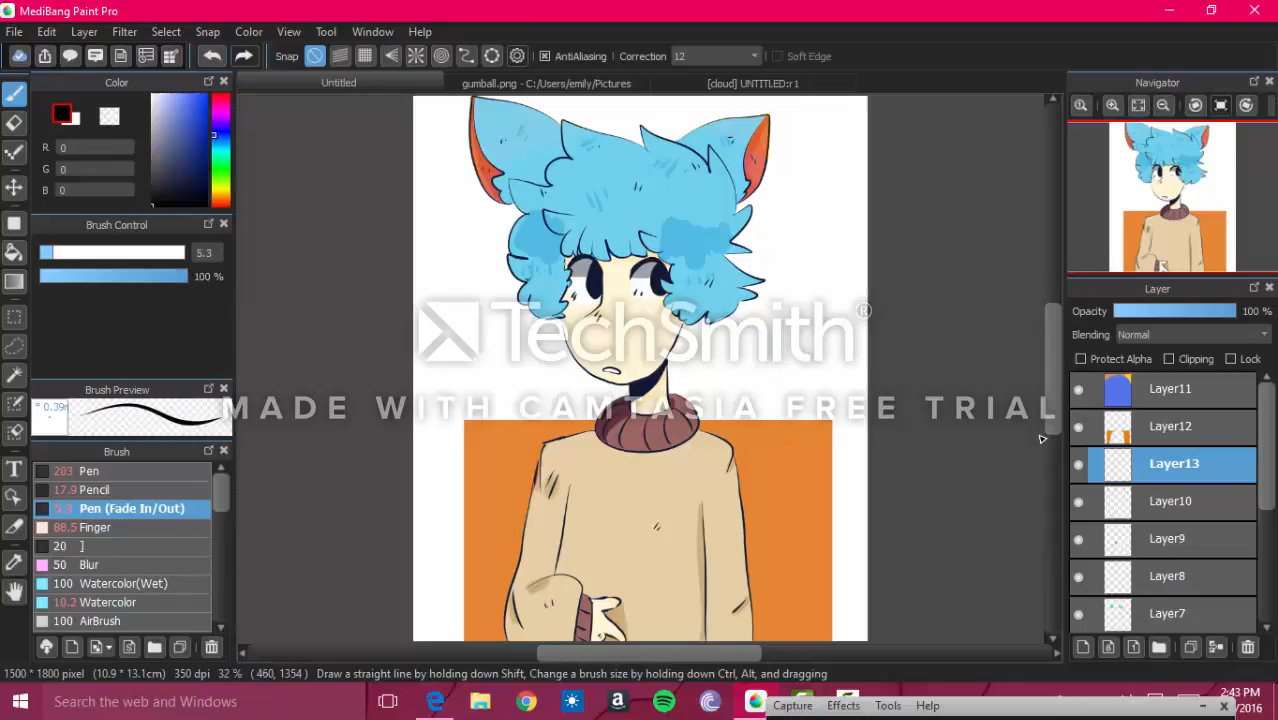 MediBang Paint Pro
File Edit Layer Filter Select Snap Color View Tool Window Help
Snap AntiAliasing Correction 12 Soft Edge
Color Untitled gumball.png - C:/Users/emily/Pictures [cloud] UNTITLED:r1 Navigator
R 0
G 0
B 0
Brush Control
5.3
100 %
Layer
Opacity 100 %
Blending Normal
Protect Alpha Clipping Lock
TechSmith®
MADE WITH CAMTASIA FREE TRIAL
Brush Preview
Brush
203 Pen
17.9 Pencil
5.3 Pen (Fade In/Out)
88.5 Finger
20 ]
50 Blur
100 Watercolor(Wet)
10.2 Watercolor
100 AirBrush
Layer11
Layer12
Layer13
Layer10
Layer9
Layer8
Layer7
1500 * 1800 pixel (10.9 * 13.1cm) 350 dpi 32 % (460, 1354) Draw a straight line by holding down Shift, Change a brush size by holding down Ctrl, Alt, and dragging
Search the web and Windows
Capture Effects Tools Help
2:43 PM
/2016